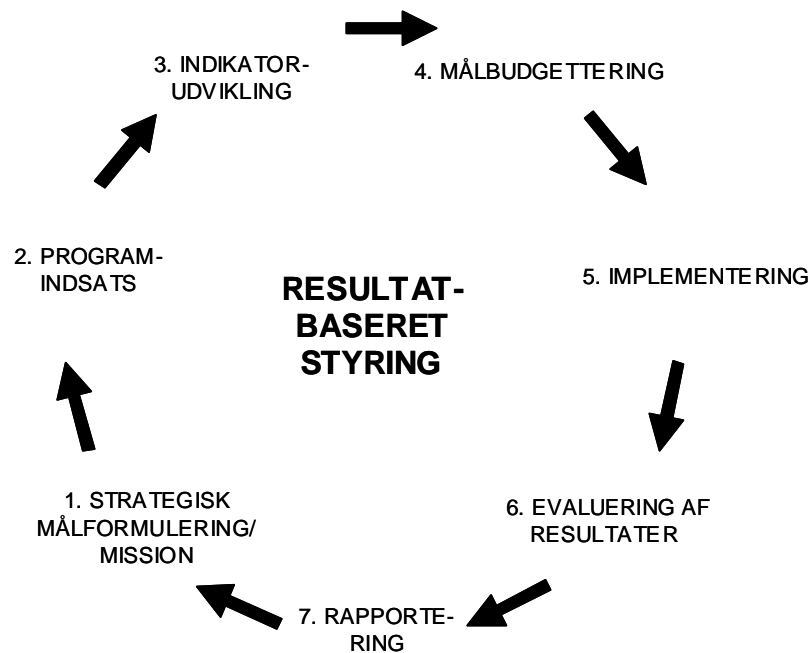 3. INDIKATOR-
UDVIKLING
4. MÅLBUDGETTERING
2. PROGRAM-
INDSATS
RESULTAT-
BASERET
STYRING
5. IMPLEMENTERING
1. STRATEGISK
MÅLFORMULERING/
MISSION
6. EVALUERING AF
RESULTATER
7. RAPPORTE-
RING